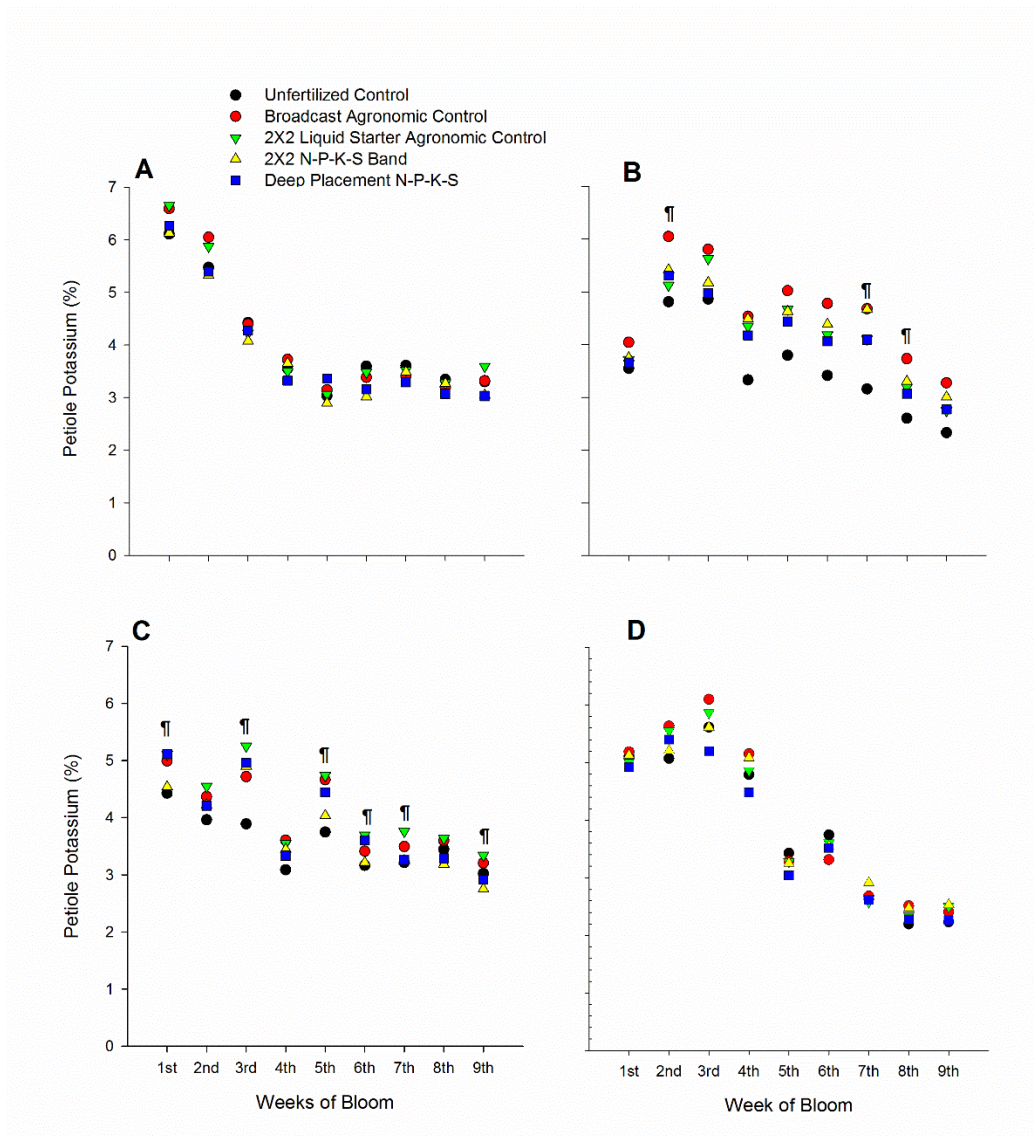 Unfertilized Control
Broadcast Agronomic Control
2X2 Liquid Starter Agronomic Control
2X2 N-P-K-S Band
Deep Placement N-P-K-S
A
7
6
5
4
3
2
1
0
Petiole Potassium (%)
B
¶
¶
¶
C
7
6
5
4
3
2
1
0
Petiole Potassium (%)
¶
¶
¶
¶
¶
¶
1st 2nd 3rd 4th 5th 6th 7th 8th 9th
Weeks of Bloom
D
1st 2nd 3rd 4th 5th 6th 7th 8th 9th
Week of Bloom